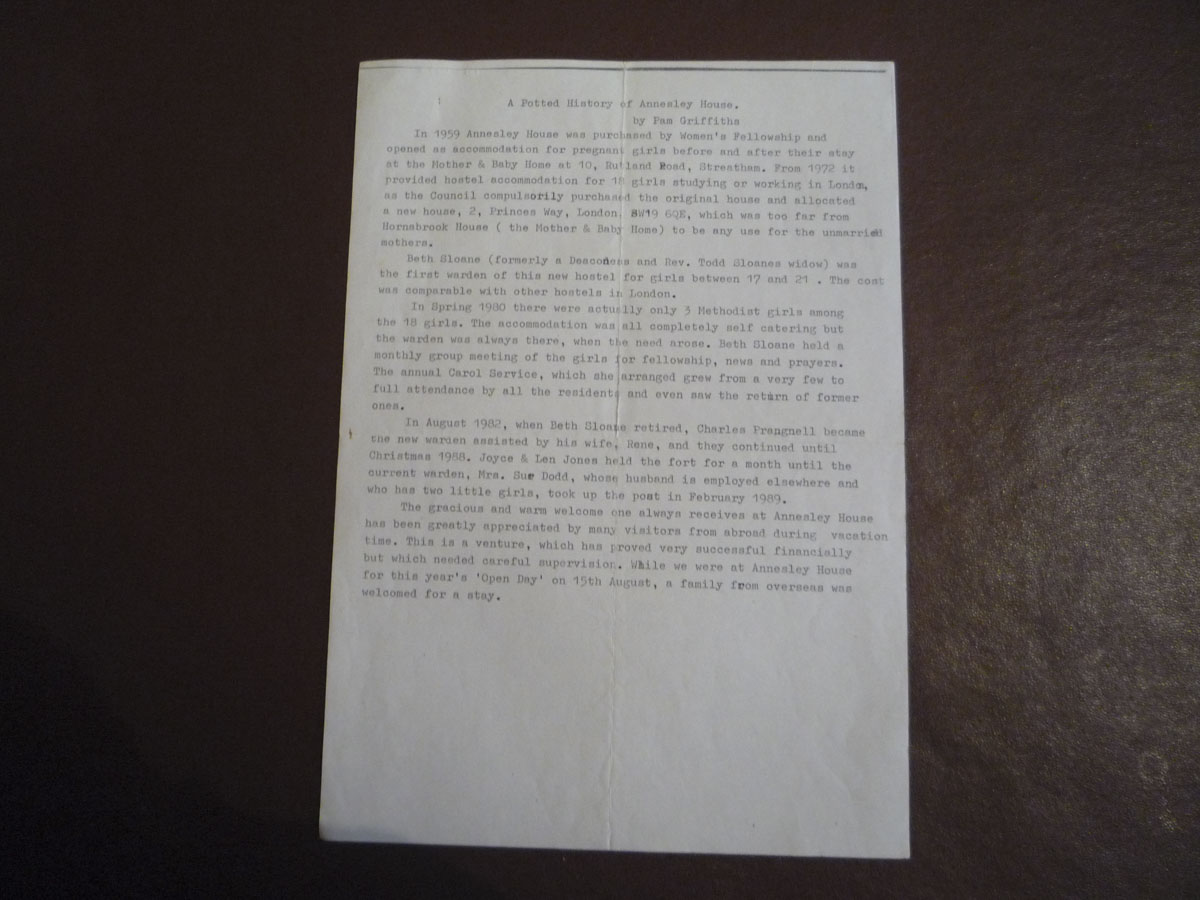 A Potted History of Annesley House.
by Pam Griffiths
In 1959 Annesley House was purchased by Women's Fellowship and
opened as accommodation for pregnant girls before and after their stay
at the Mother & Baby Home at 10, Rutland Road, Streatham. From 1972 it
provided hostel accommodation for 18 girls studying or working in London,
as the Council compulsorily purchased the original house and allocated
a new house, 2, Princes Way, London, SW19 6QE, which was too far from
Hornsbrook House ( the Mother & Baby Home) to be any use for the unmarried
mothers.
Beth Sloane (formerly a Deaconess and Rev. Todd Sloanes widow) was
the first warden of this new hostel for girls between 17 and 21 . The cost
was comparable with other hostels in London.
In Spring 1980 there were actually only 3 Methodist girls among
the 18 girls. The accommodation was all completely self catering but
the warden was always there, when the need arose. Beth Sloane held a
monthly group meeting of the girls for fellowship, news and prayers.
The annual Carol Service, which she arranged grew from a very few to
full attendance by all the residents and even saw the return of former
ones.
In August 1982, when Beth Sloane retired, Charles Prangnell became
the new warden assisted by his wife, Rene, and they continued until
Christmas 1988. Joyce & Len Jones held the fort for a month until the
current warden, Mrs. Sue Dodd, whose husband is employed elsewhere and
who has two little girls, took up the post in February 1989.
The gracious and warm welcome one always receives at Annesley House
has been greatly appreciated by many visitors from abroad during vacation
time. This is a venture, which has proved very successful financially
but which needed careful supervision. While we were at Annesley House
for this year's 'Open Day' on 15th August, a family from overseas was
welcomed for a stay.